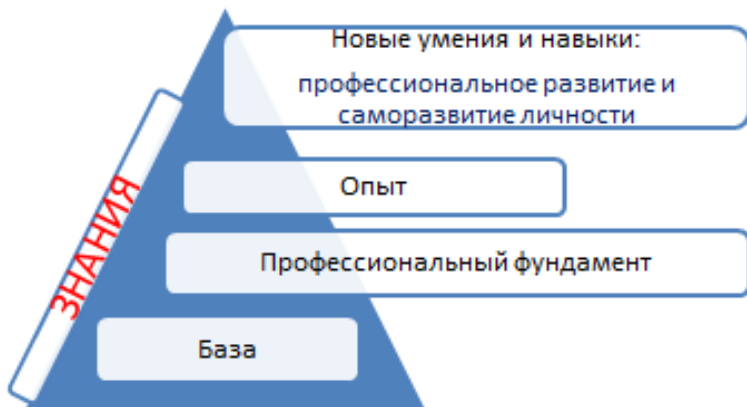 Новые умения и навыки:
профессиональное развитие и
саморазвитие личности
ЗНАНИЯ
Опыт
Профессиональный фундамент
База